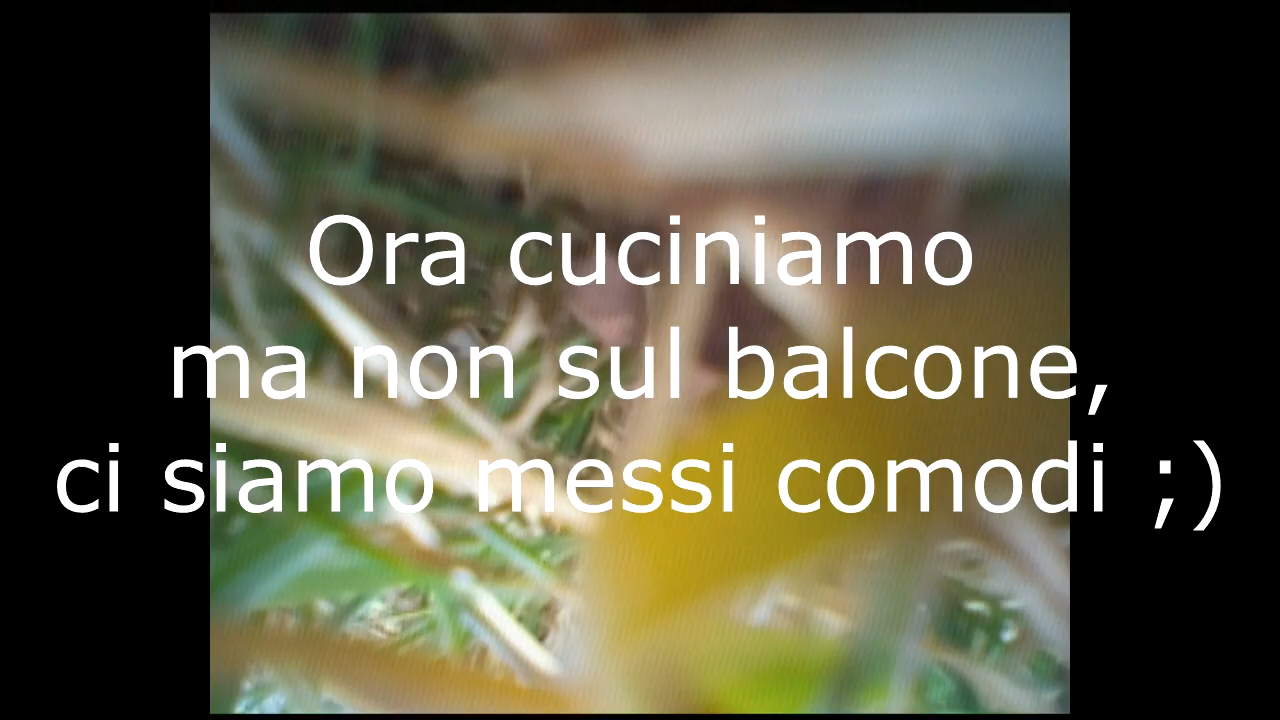 Ora cuciniamo
ma non sul balcone,
ci siamo messi comodi ;)